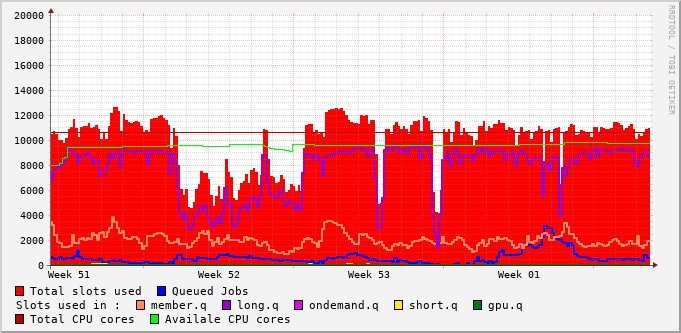 RRDTOOL / TOBI OETIKER
20000
18000
16000
14000
12000
10000
8000
6000
4000
2000
0
Week 51 Week 52 Week 53 Week 01
Total slots used Queued Jobs
Slots used in : member.q long.q ondemand.q short.q gpu.q
Total CPU cores Availale CPU cores